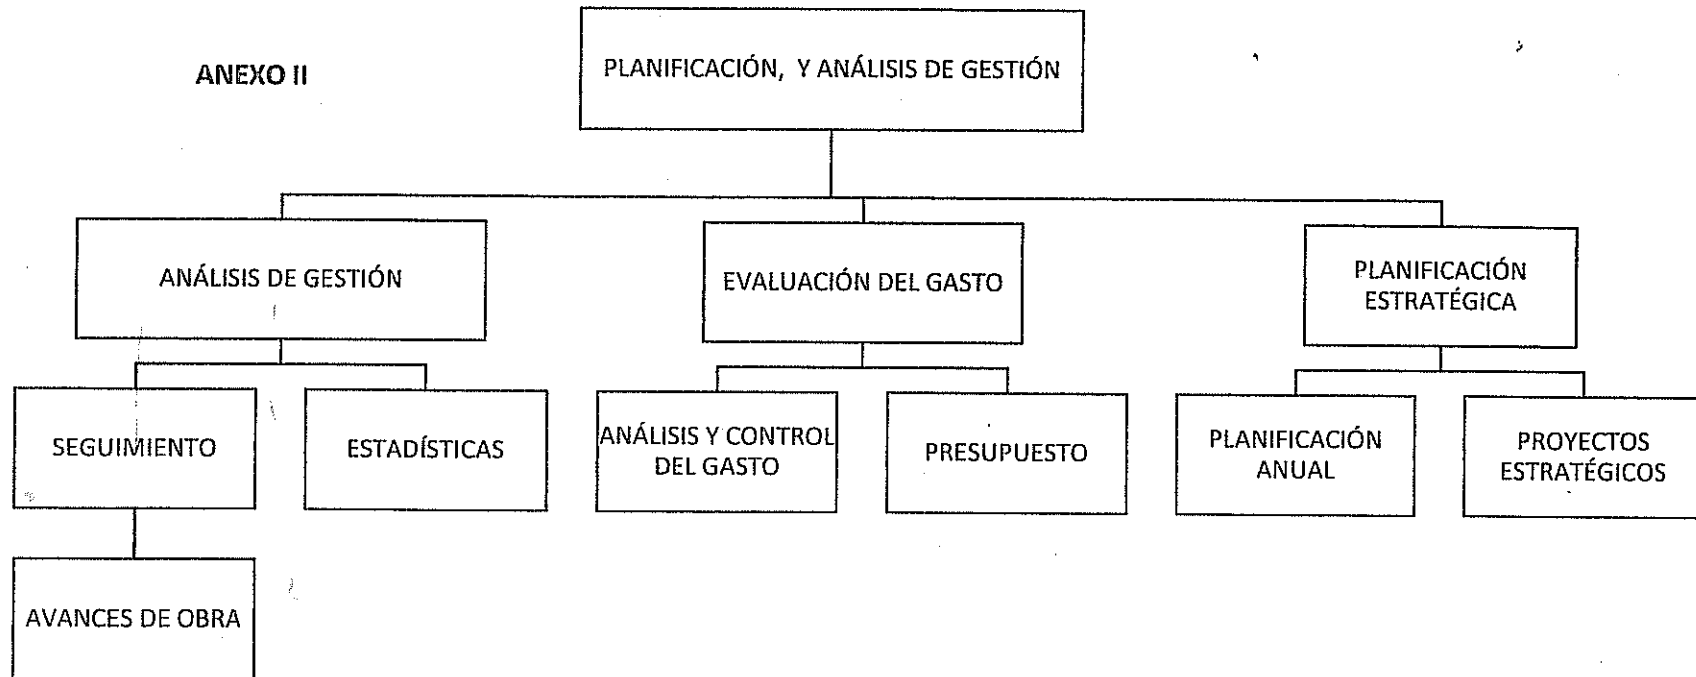 ANEXO II
PLANIFICACIÓN, Y ANÁLISIS DE GESTIÓN
ANÁLISIS DE GESTIÓN
EVALUACIÓN DEL GASTO
PLANIFICACIÓN
ESTRATÉGICA
SEGUIMIENTO
ESTADÍSTICAS
ANÁLISIS Y CONTROL
DEL GASTO
PRESUPUESTO
PLANIFICACIÓN
ANUAL
PROYECTOS
ESTRATÉGICOS
AVANCES DE OBRA